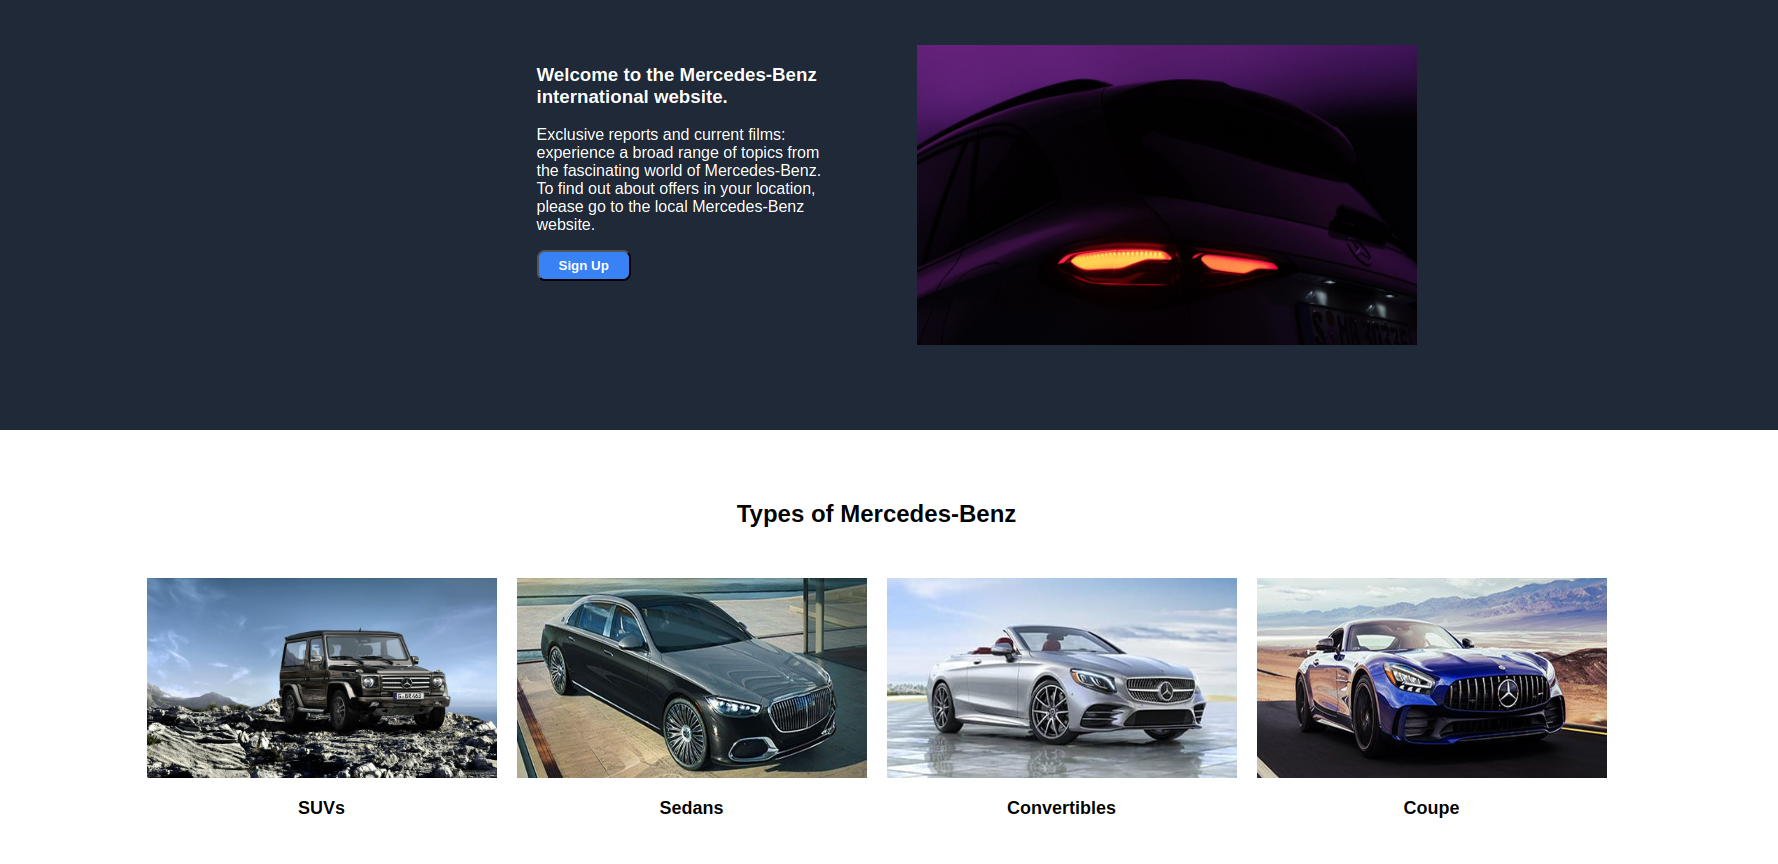 Welcome to the Mercedes-Benz
international website.
Exclusive reports and current films:
experience a broad range of topics from
the fascinating world of Mercedes-Benz.
To find out about offers in your location,
please go to the local Mercedes-Benz
website.
Sign Up
Types of Mercedes-Benz
SUVs
Sedans
Convertibles
Coupe